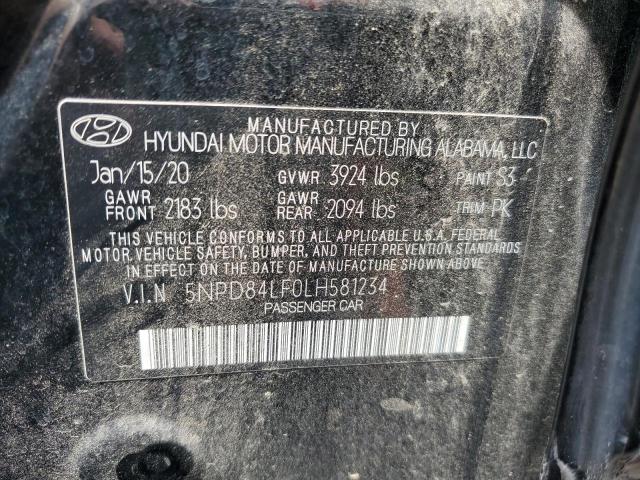 MANUFACTURED BY
HYUNDAI MOTOR MANUFACTURING ALABAMA, LLC
Jan/15/20 GVWR 3924 lbs PAINT S3
GAWR FRONT 2183 lbs GAWR REAR 2094 lbs TRIM PK
THIS VEHICLE CONFORMS TO ALL APPLICABLE U.S.A. FEDERAL
MOTOR VEHICLE SAFETY, BUMPER, AND THEFT PREVENTION STANDARDS
IN EFFECT ON THE DATE OF MANUFACTURE SHOWN ABOVE.
V.I.N 5NPD84LF0LH581234
PASSENGER CAR